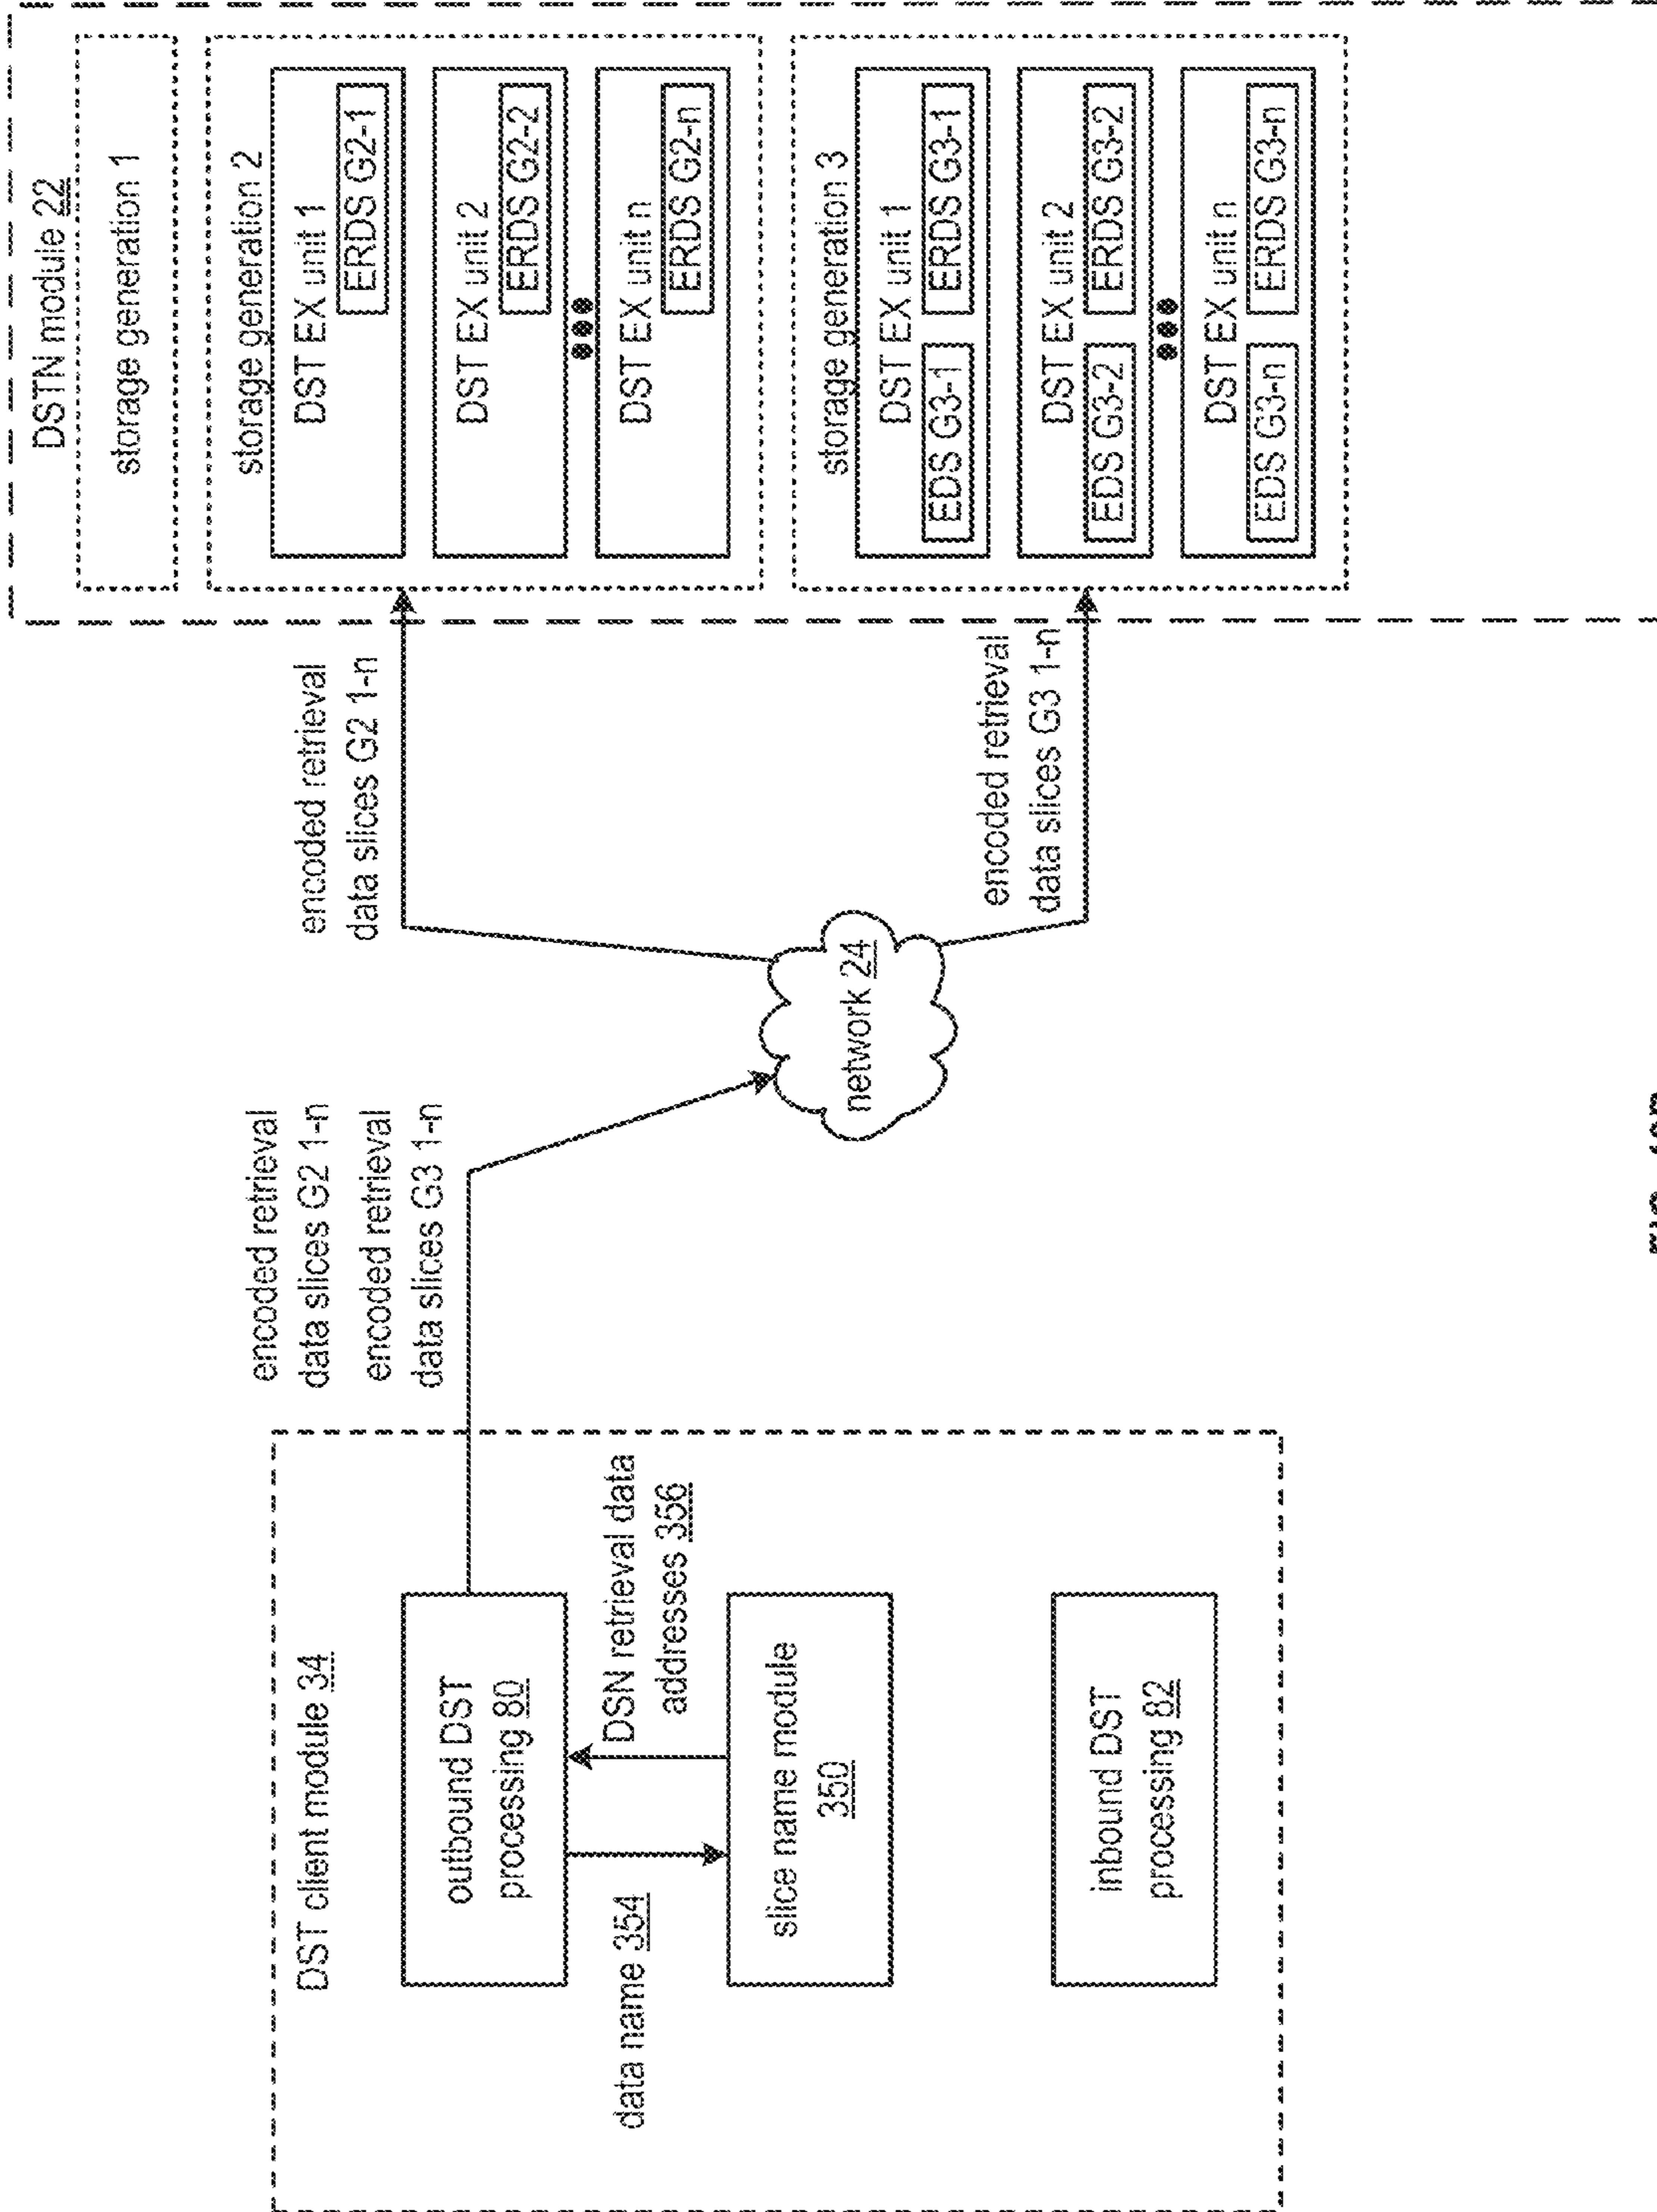 DST client module 34
outbound DST
processing 80
data name 354
DSN retrieval data
addresses 356
slice name module
350
inbound DST
processing 82
encoded retrieval
data slices G2 1-n
encoded retrieval
data slices G3 1-n
network 24
encoded retrieval
data slices G2 1-n
encoded retrieval
data slices G3 1-n
DSTN module 22
storage generation 1
storage generation 2
DST EX unit 1
ERDS G2-1
DST EX unit 2
ERDS G2-2
DST EX unit n
ERDS G2-n
storage generation 3
DST EX unit 1
EDS G3-1
ERDS G3-1
DST EX unit 2
EDS G3-2
ERDS G3-2
DST EX unit n
EDS G3-n
ERDS G3-n